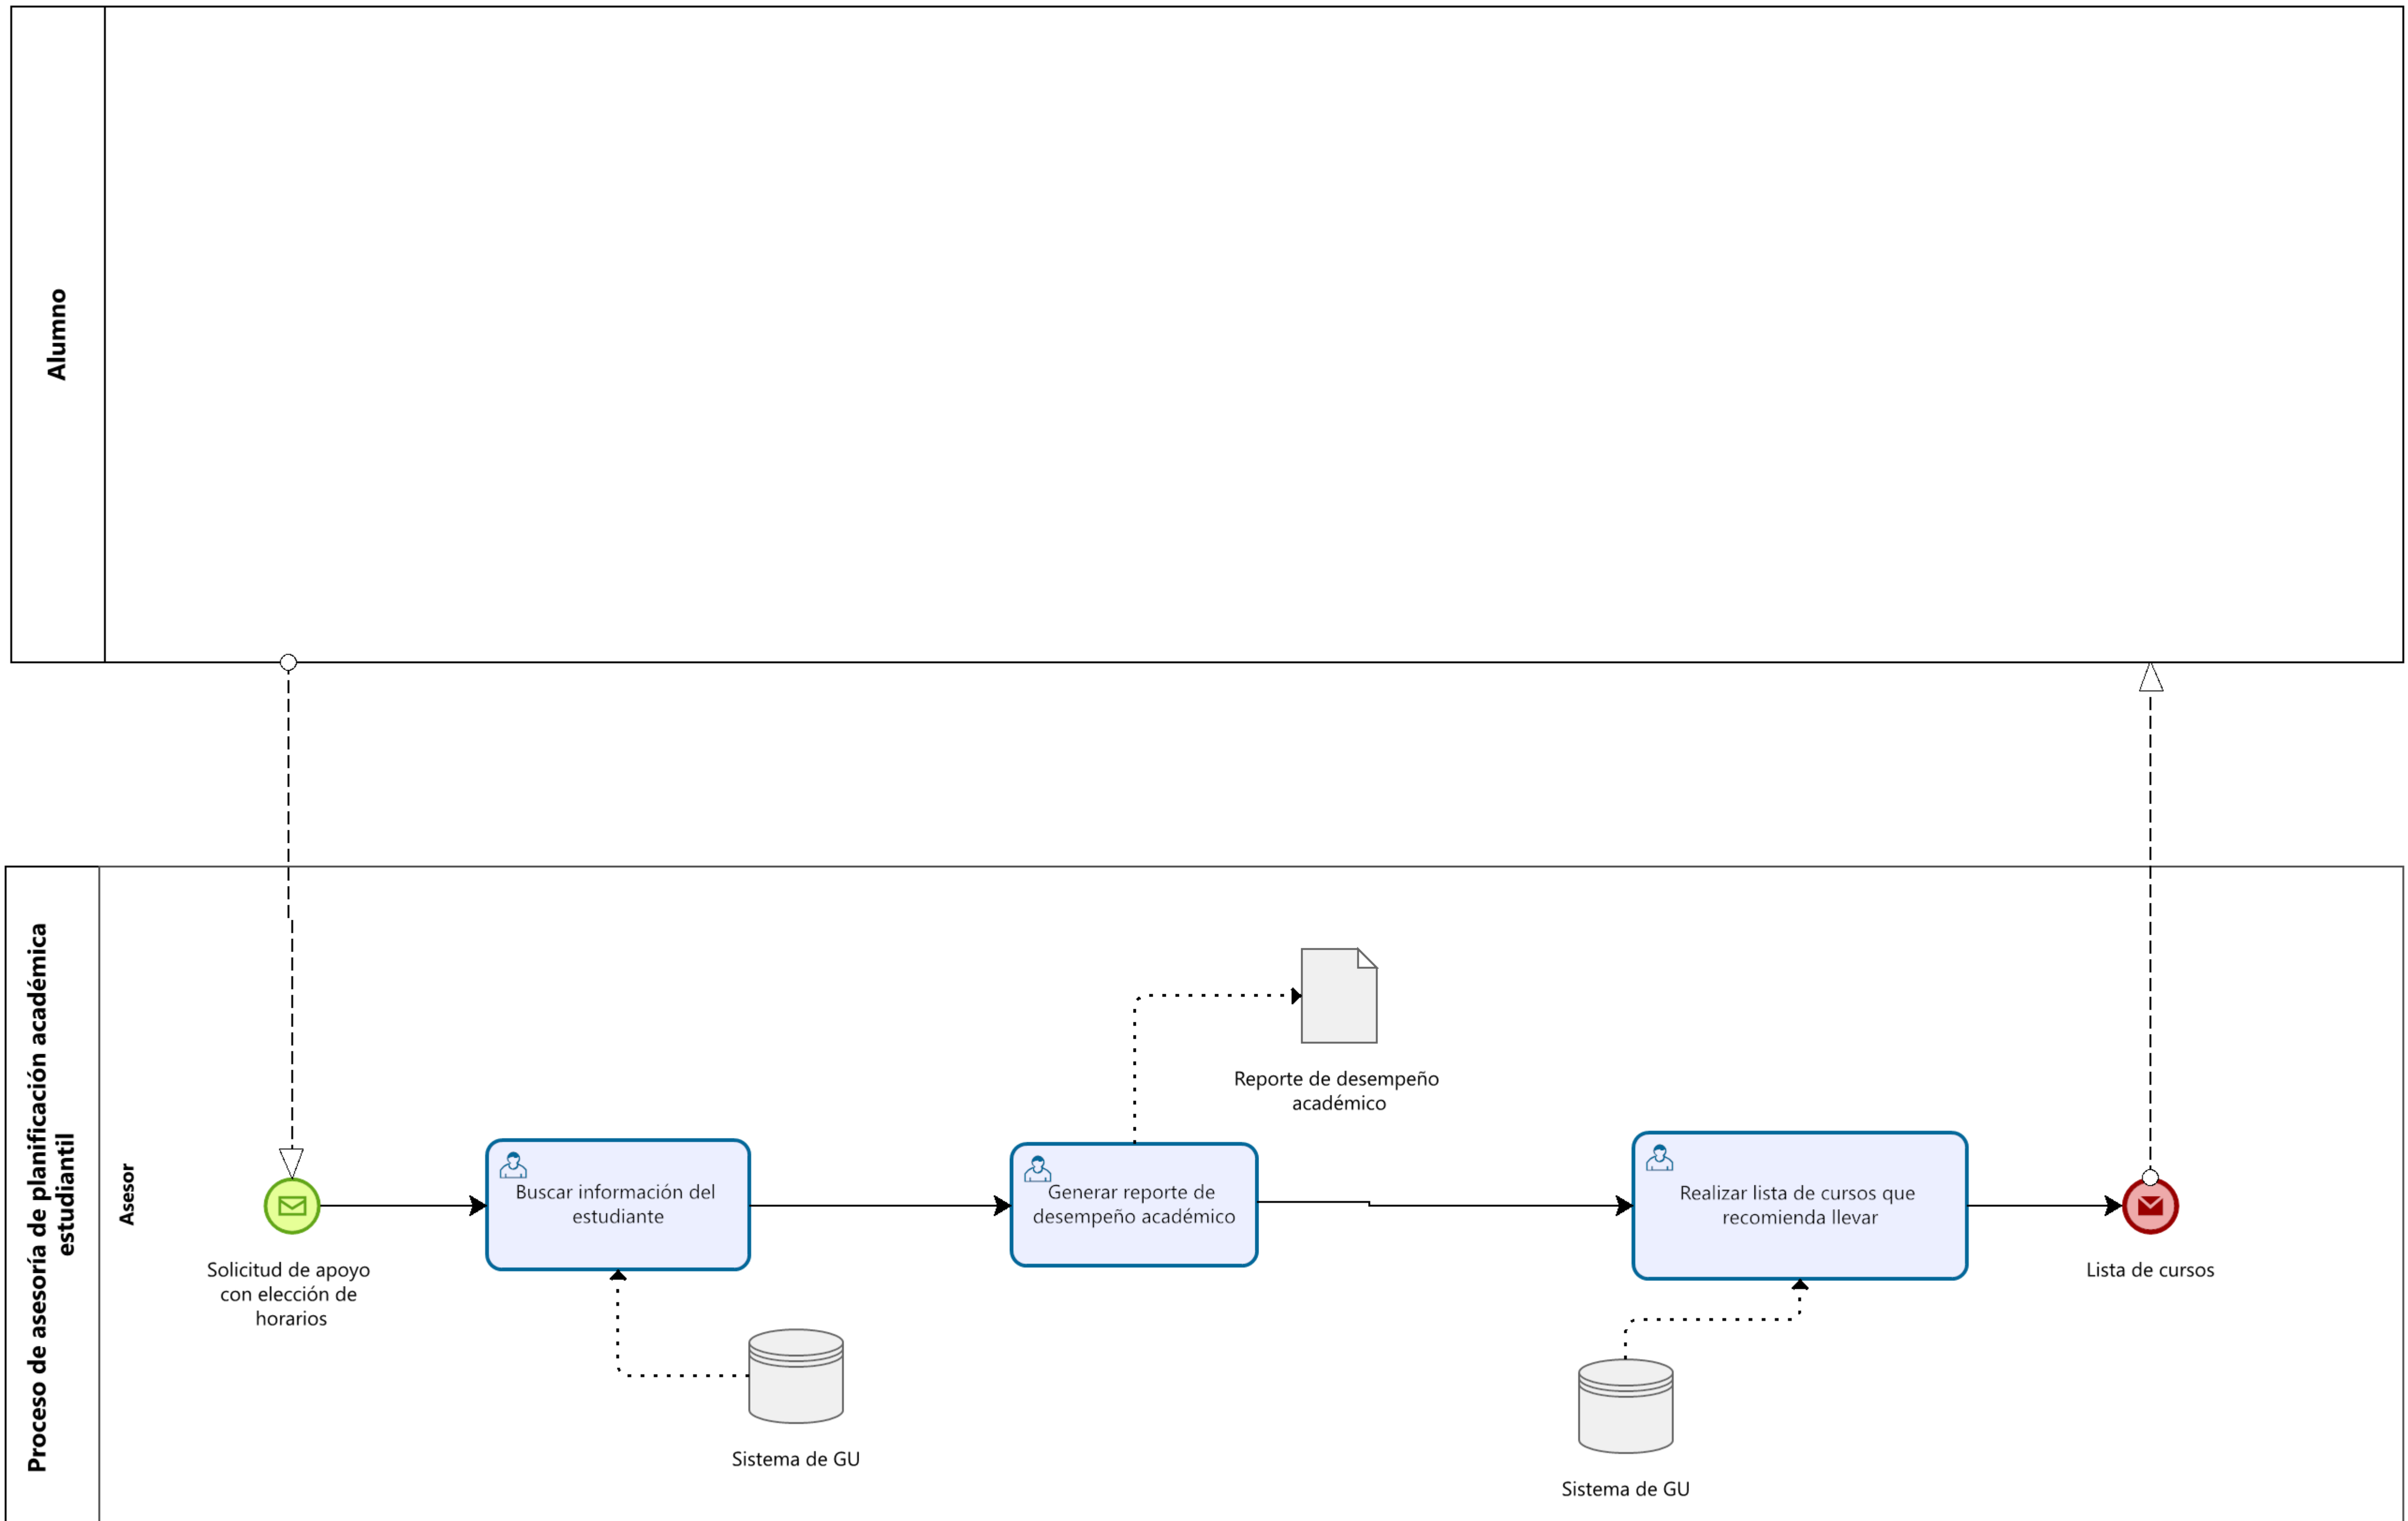 Alumno
Proceso de asesoría de planificación académica
estudiantil
Asesor
Solicitud de apoyo
con elección de
horarios
Buscar información del
estudiante
Sistema de GU
Generar reporte de
desempeño académico
Reporte de desempeño
académico
Realizar lista de cursos que
recomienda llevar
Sistema de GU
Lista de cursos